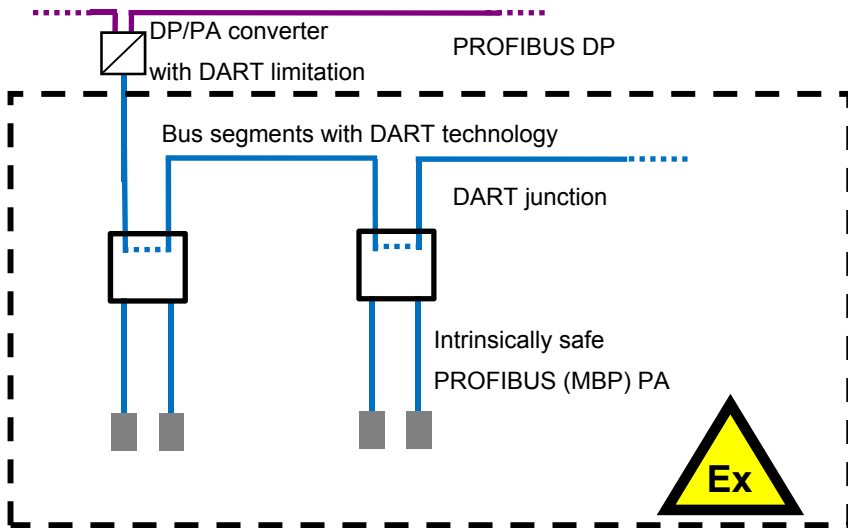 DP/PA converter
with DART limitation
PROFIBUS DP
Bus segments with DART technology
DART junction
Intrinsically safe
PROFIBUS (MBP) PA
Ex